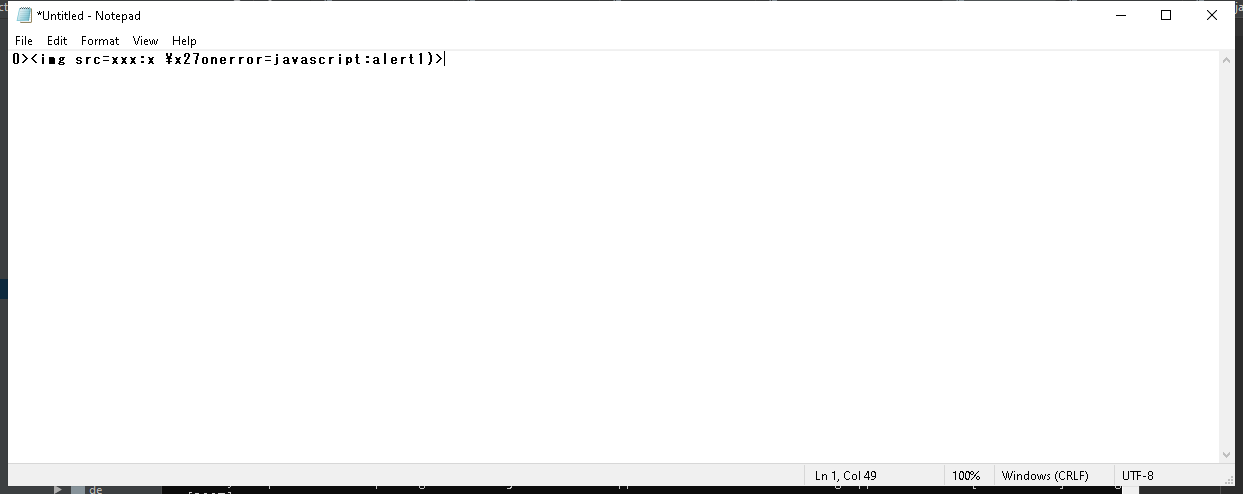 *Untitled - Notepad
File Edit Format View Help
0><img src=xxx:x ¥x27onerror=javascript:alert1)>
Ln 1, Col 49 100% Windows (CRLF) UTF-8
de